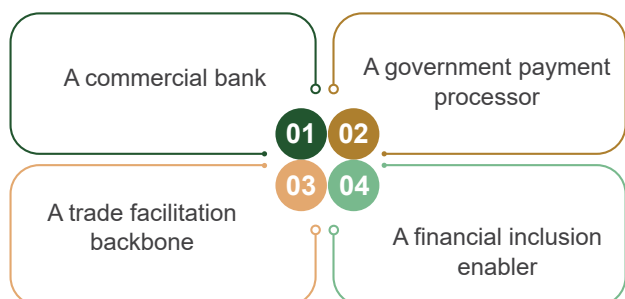 A commercial bank
A government payment
processor
01
02
03
04
A trade facilitation
backbone
A financial inclusion
enabler